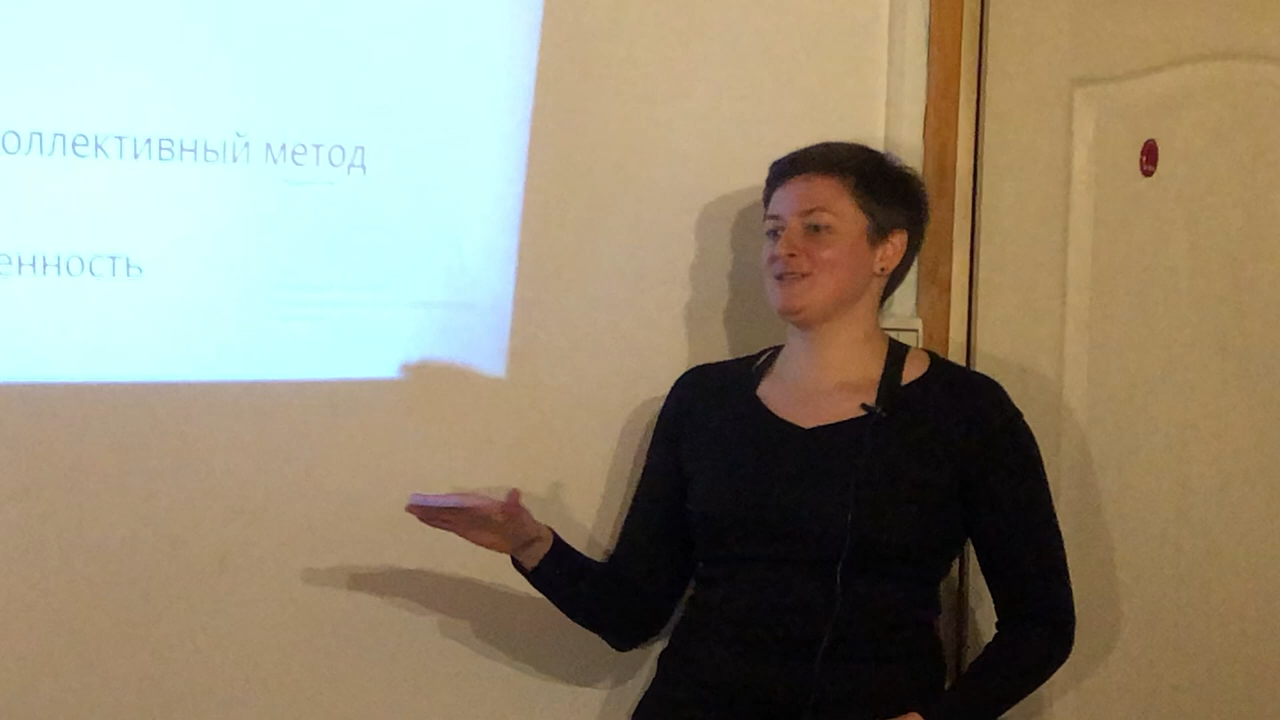 оллективный метод
енность